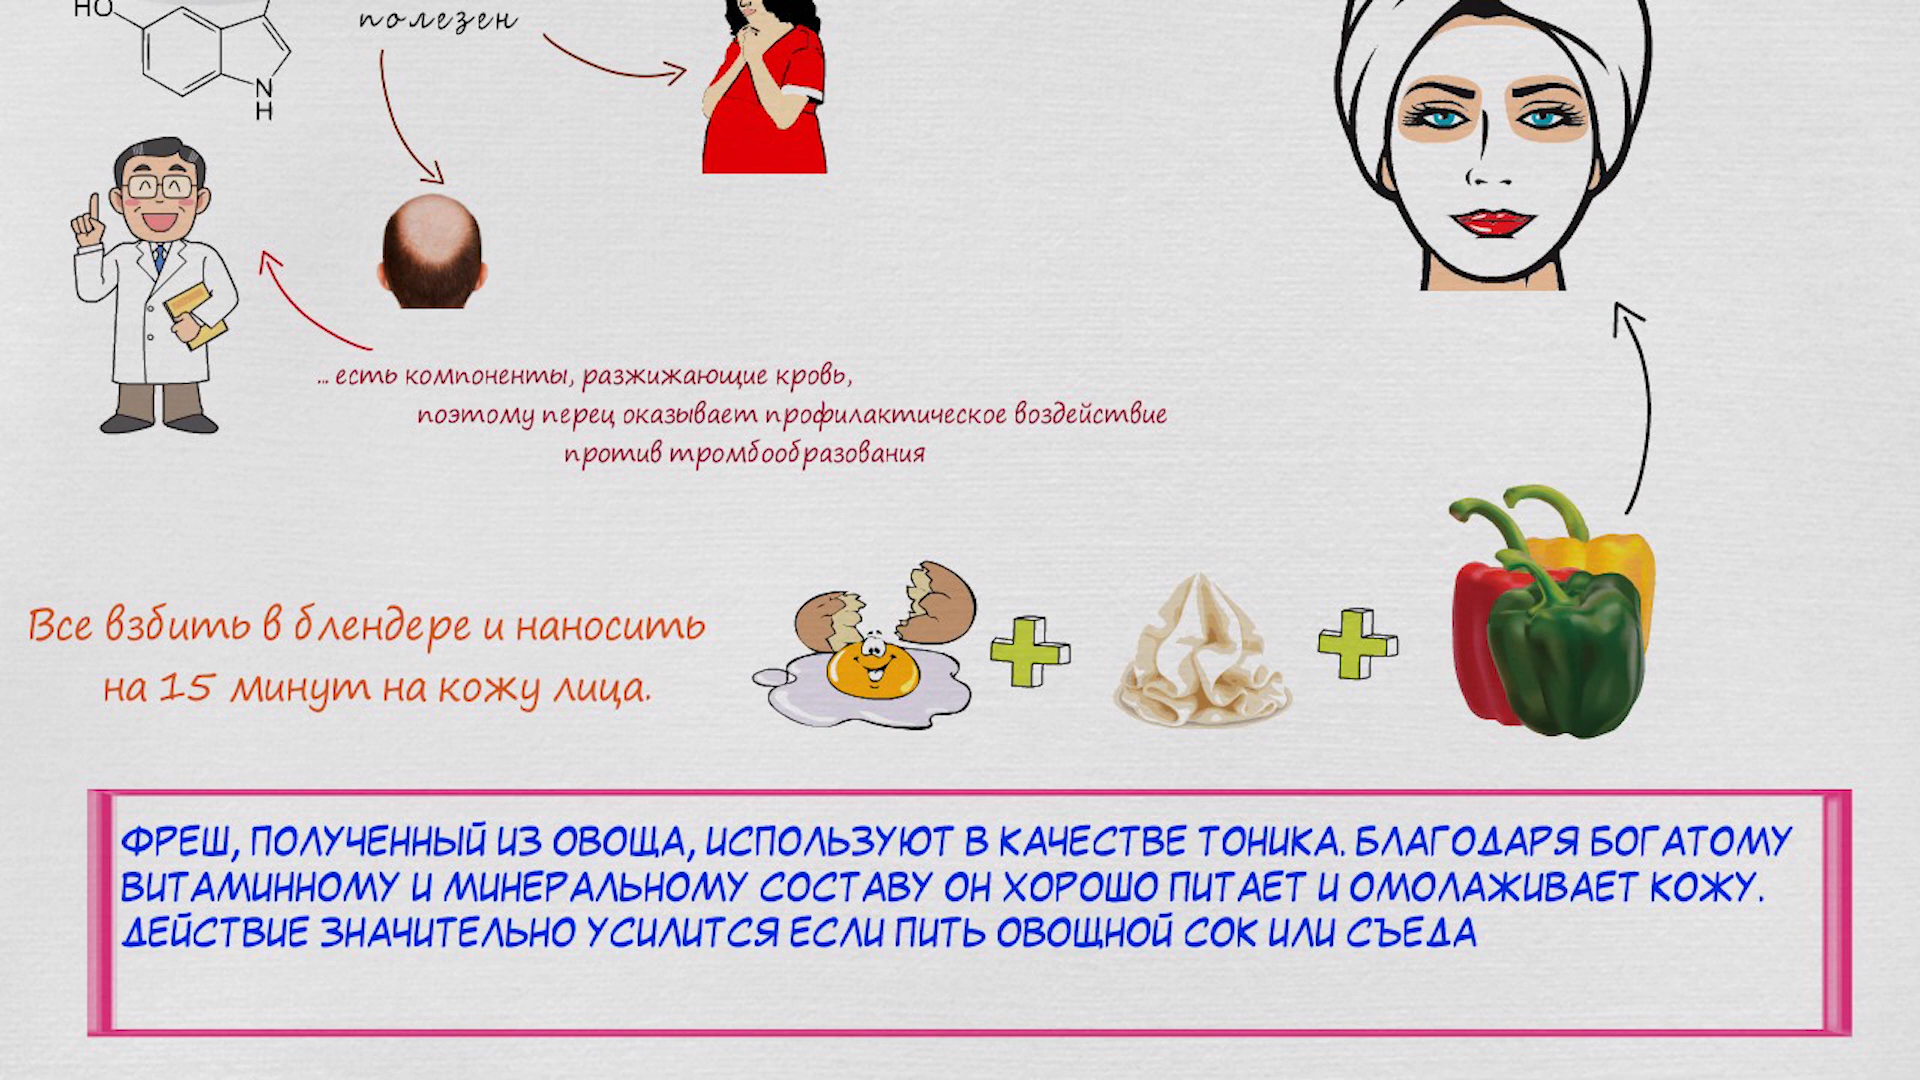 HO
полезен
N
H
... есть компоненты, разжижающие кровь,
поэтому перец оказывает профилактическое воздействие
против тромбообразования
Все взбить в блендере и наносить
на 15 минут на кожу лица.
ФРЕШ, ПОЛУЧЕННЫЙ ИЗ ОВОЩА, ИСПОЛЬЗУЮТ В КАЧЕСТВЕ ТОНИКА. БЛАГОДАРЯ БОГАТОМУ
ВИТАМИННОМУ И МИНЕРАЛЬНОМУ СОСТАВУ ОН ХОРОШО ПИТАЕТ И ОМОЛАЖИВАЕТ КОЖУ.
ДЕЙСТВИЕ ЗНАЧИТЕЛЬНО УСИЛИТСЯ ЕСЛИ ПИТЬ ОВОЩНОЙ СОК ИЛИ СЪЕДА